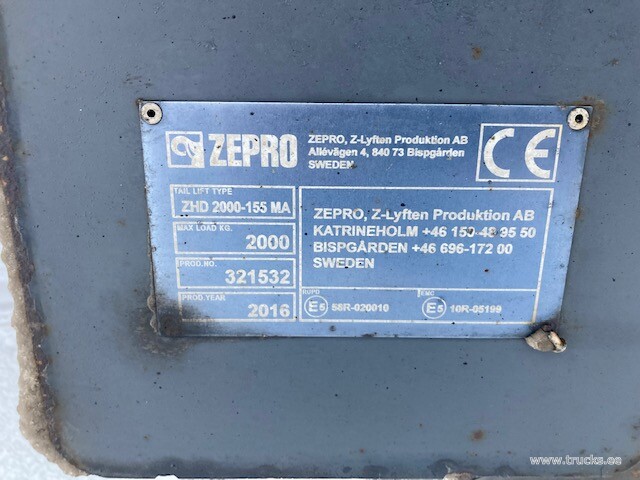 ZEPRO
ZEPRO, Z-Lyften Produktion AB
Allévägen 4, 840 73 Bispgården
SWEDEN
CE
TAIL LIFT TYPE
ZHD 2000-155 MA
MAX LOAD KG.
2000
PROD.NO.
321532
PROD.YEAR
2016
ZEPRO, Z-Lyften Produktion AB
KATRINEHOLM +46 150-48 95 50
BISPGÅRDEN +46 696-172 00
SWEDEN
RUPD
E5 58R-020010
EMC
E5 10R-05199
www.trucks.ee